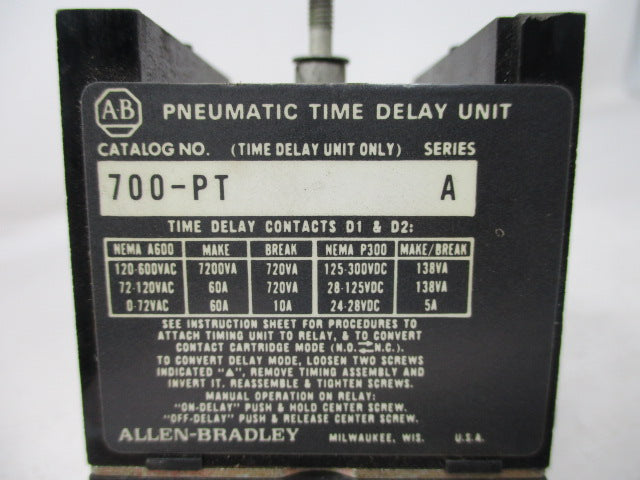 A-B PNEUMATIC TIME DELAY UNIT
CATALOG NO. (TIME DELAY UNIT ONLY) SERIES
700-PT A
TIME DELAY CONTACTS D1 & D2:
NEMA A600 MAKE BREAK NEMA P300 MAKE/BREAK
120-600VAC 7200VA 720VA 125-300VDC 138VA
72-120VAC 60A 720VA 28-125VDC 138VA
0-72VAC 60A 10A 24-28VDC 5A
SEE INSTRUCTION SHEET FOR PROCEDURES TO
ATTACH TIMING UNIT TO RELAY, & TO CONVERT
CONTACT CARTRIDGE MODE (N.O.⇄N.C.).
TO CONVERT DELAY MODE, LOOSEN TWO SCREWS
INDICATED "▲", REMOVE TIMING ASSEMBLY AND
INVERT IT. REASSEMBLE & TIGHTEN SCREWS.
MANUAL OPERATION ON RELAY:
"ON-DELAY" PUSH & HOLD CENTER SCREW.
"OFF-DELAY" PUSH & RELEASE CENTER SCREW.
ALLEN-BRADLEY MILWAUKEE, WIS. U.S.A.